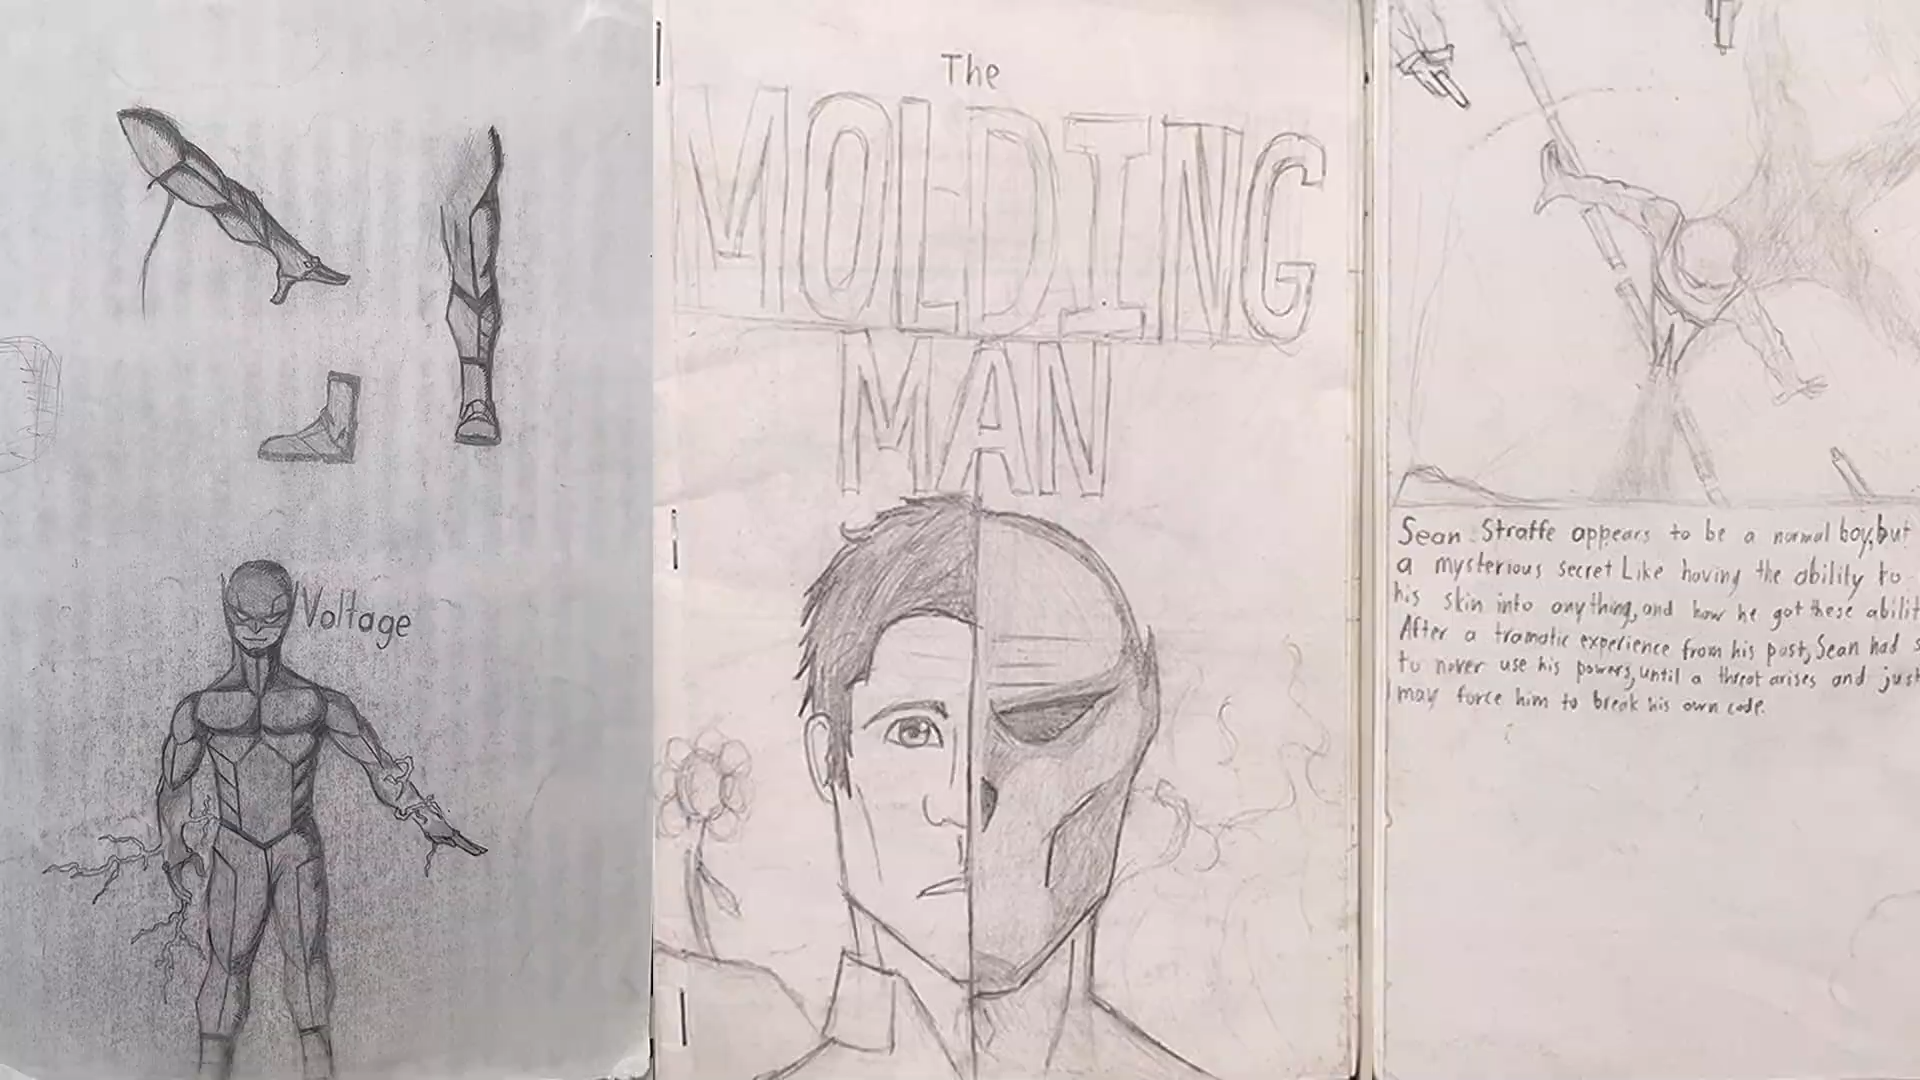 Voltage
The
MOLDING
MAN
Sean Straffe appears to be a normal boy, but
a mysterious secret Like having the ability to
his skin into anything, and how he got these abilit
After a tramatic experience from his past, Sean had s
to never use his powers, until a threat arises and just
may force him to break his own code.